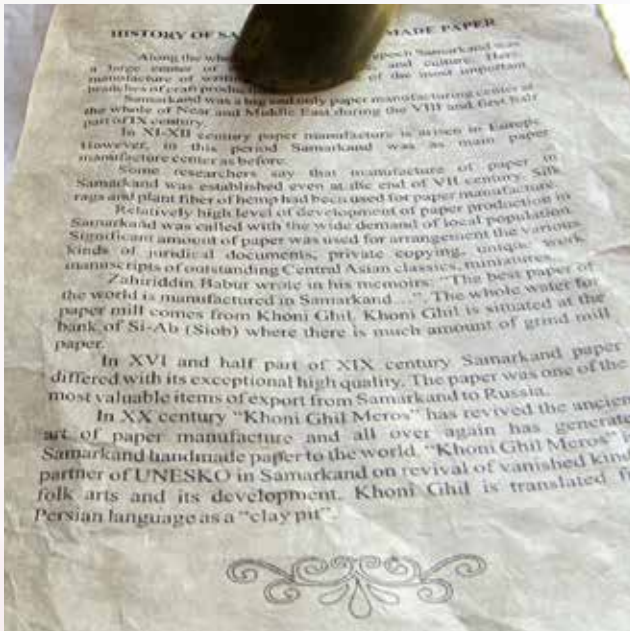 HISTORY OF SA MADE PAPER
Along the who epoch Samarkand was
a large center of and culture. Here,
manufacture of writing of the most important
branches of craft produc
Samarkand was a big and only paper manufacturing center at
the whole of Near and Middle East during the VIII and first half
part of IX century.
In XI-XII century paper manufacture is arisen in Europe.
However, in this period Samarkand was as main paper
manufacture center as before.
Some researchers say that manufacture of paper in
Samarkand was established even at the end of VII century. Silk
rags and plant fiber of hemp had been used for paper manufacture.
Relatively high level of development of paper production in
Samarkand was called with the wide demand of local population.
Significant amount of paper was used for arrangement the various
kinds of juridical documents, private copying, unique work
manuscripts of outstanding Central Asian classics, miniatures.
Zahiriddin Babur wrote in his memoirs: "The best paper of
the world is manufactured in Samarkand...". The whole water for
paper mill comes from Khoni Ghil. Khoni Ghil is situated at the
bank of Si-Ab (Siob) where there is much amount of grind mill
paper.
In XVI and half part of XIX century Samarkand paper
differed with its exceptional high quality. The paper was one of the
most valuable items of export from Samarkand to Russia.
In XX century "Khoni Ghil Meros" has revived the ancien
art of paper manufacture and all over again has generate
Samarkand handmade paper to the world. "Khoni Ghil Meros"
partner of UNESKO in Samarkand on revival of vanished kind
folk arts and its development. Khoni Ghil is translated f
Persian language as a "clay pit".